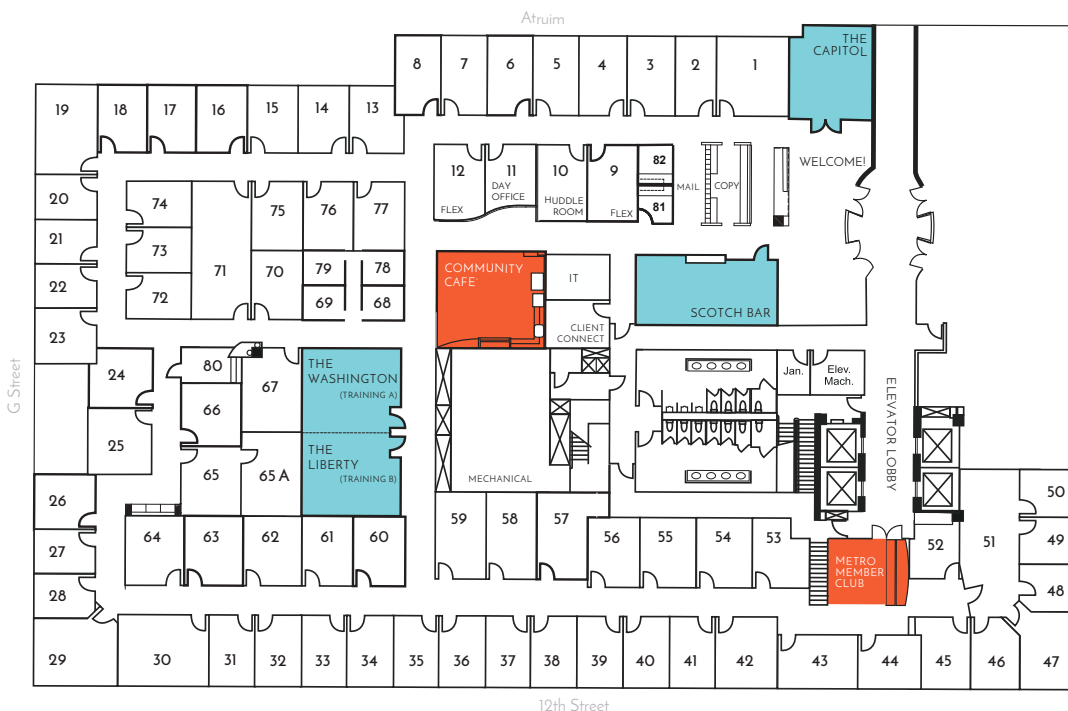 Atruim
THE
CAPITOL
8
7
6
5
4
3
2
1
19
18
17
16
15
14
13
WELCOME!
12
FLEX
11
DAY
OFFICE
10
HUDDLE
ROOM
9
FLEX
82
81
MAIL
COPY
20
21
22
23
74
73
72
71
75
76
77
70
79
78
69
68
COMMUNITY
CAFE'
IT
CLIENT
CONNECT
SCOTCH BAR
G Street
24
25
80
67
66
65
65 A
THE
WASHINGTON
(TRAINING A)
THE
LIBERTY
(TRAINING B)
MECHANICAL
Jan.
Elev.
Mach.
ELEVATOR LOBBY
26
27
28
64
63
62
61
60
59
58
57
56
55
54
53
METRO
MEMBER
CLUB
52
51
50
49
48
29
30
31
32
33
34
35
36
37
38
39
40
41
42
43
44
45
46
47
12th Street